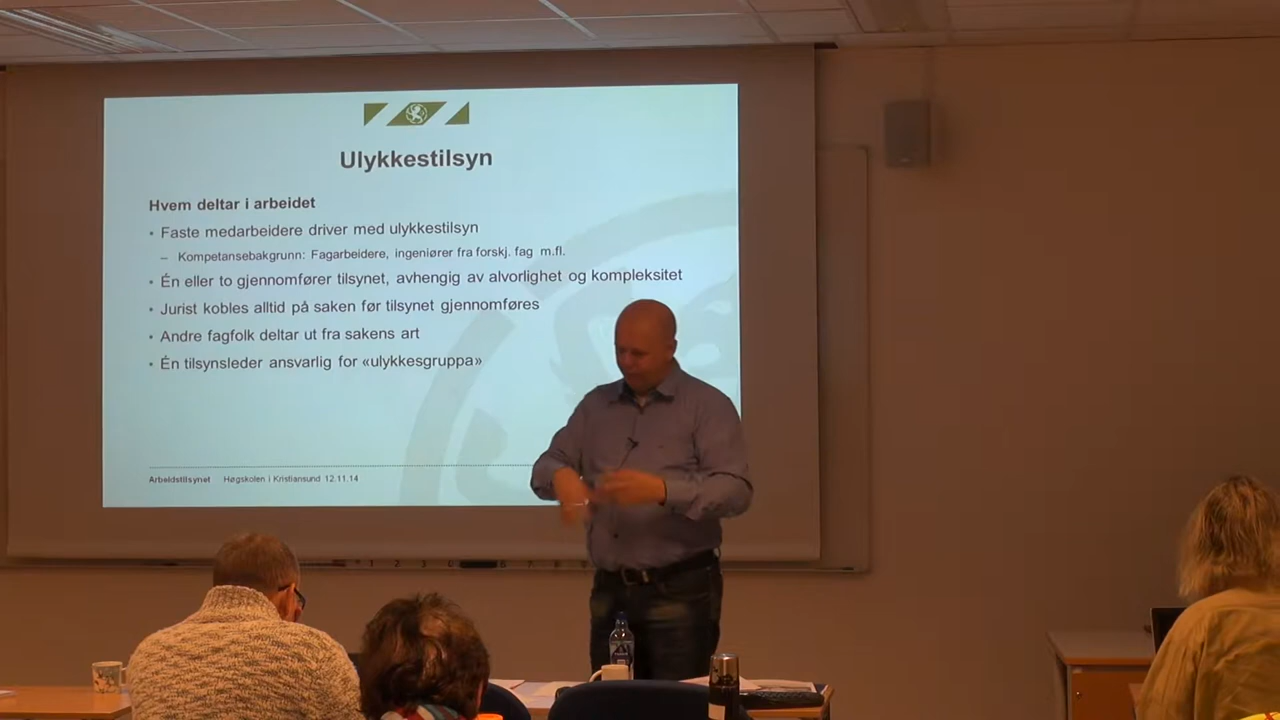 Ulykkestilsyn
Hvem deltar i arbeidet
• Faste medarbeidere driver med ulykkestilsyn
– Kompetansebakgrunn: Fagarbeidere, ingeniører fra forskj. fag m.fl.
• Én eller to gjennomfører tilsynet, avhengig av alvorlighet og kompleksitet
• Jurist kobles alltid på saken før tilsynet gjennomføres
• Andre fagfolk deltar ut fra sakens art
• Én tilsynsleder ansvarlig for «ulykkesgruppa»
Arbeidstilsynet Høgskolen i Kristiansund 12.11.14